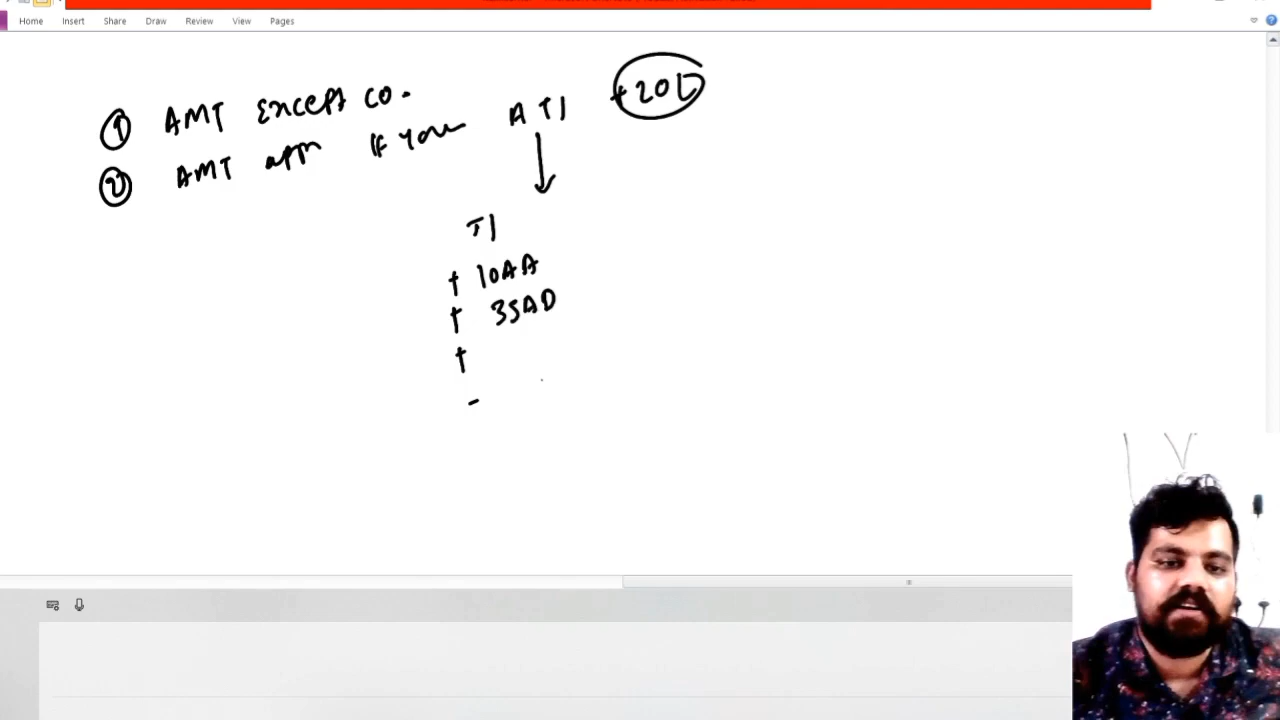 Home Insert Share Draw Review View Pages
① AMT Except CO.
② AMT app If your ATI +20L
TI
+ 10AA
+ 35AD
+
-